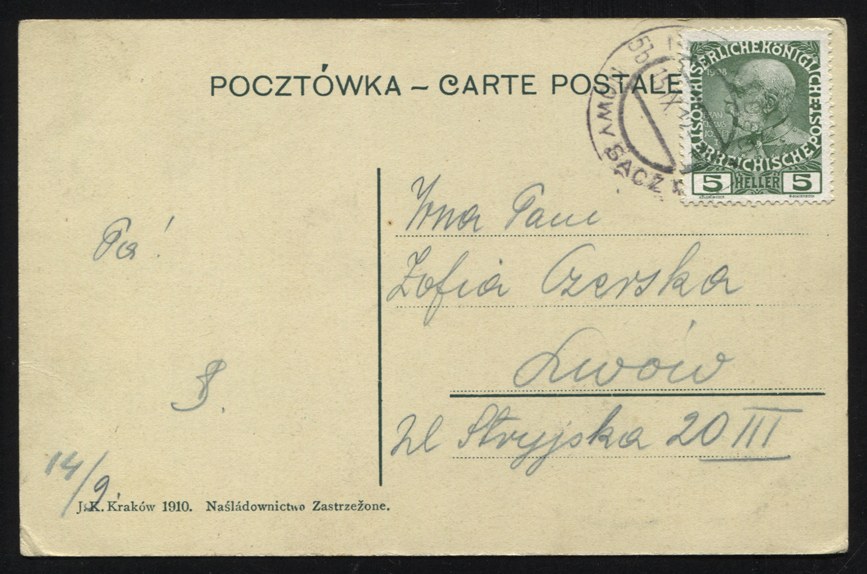 POCZTÓWKA – CARTE POSTALE
KAISERLICHE KÖNIGLICHE ÖSTERREICHISCHE POST
5 HELLER 5
NOWY SĄCZ
Wna Pani
Zofia Czerska
Lwów
Ul Stryjska 20 III
Pa!
14/9
J.K. Kraków 1910. Naśladownictwo Zastrzeżone.